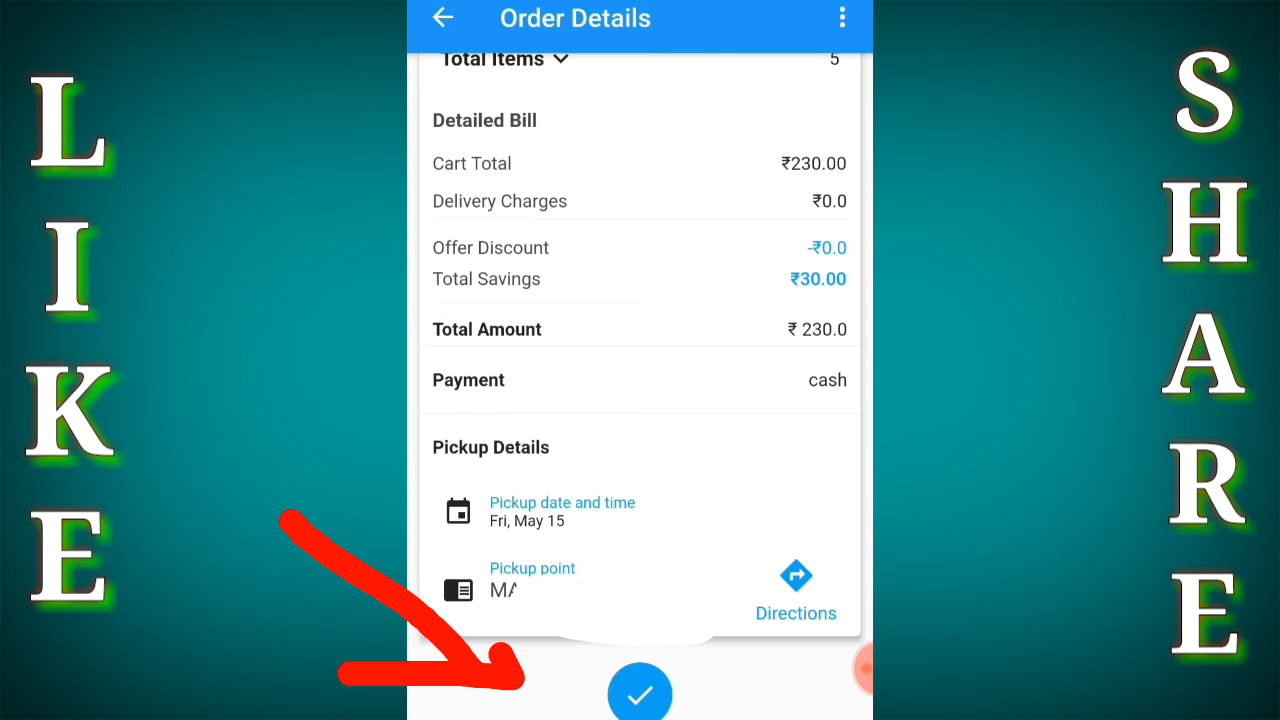 LIKE
Order Details
Total Items 5
Detailed Bill
Cart Total ₹230.00
Delivery Charges ₹0.0
Offer Discount -₹0.0
Total Savings ₹30.00
Total Amount ₹ 230.0
Payment cash
Pickup Details
Pickup date and time
Fri, May 15
Pickup point
Directions
SHARE